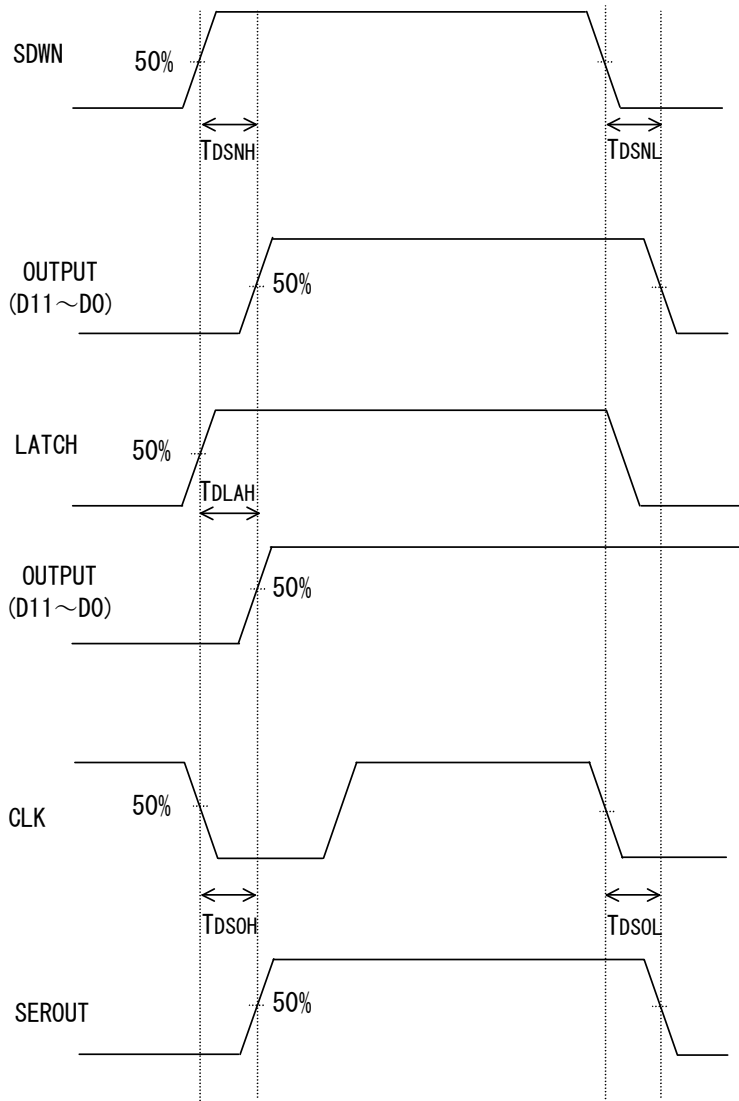 SDWN
50%
TDSNH
TDSNL
OUTPUT
(D11～D0)
50%
LATCH
50%
TDLAH
OUTPUT
(D11～D0)
50%
CLK
50%
TDSOH
TDSOL
SEROUT
50%